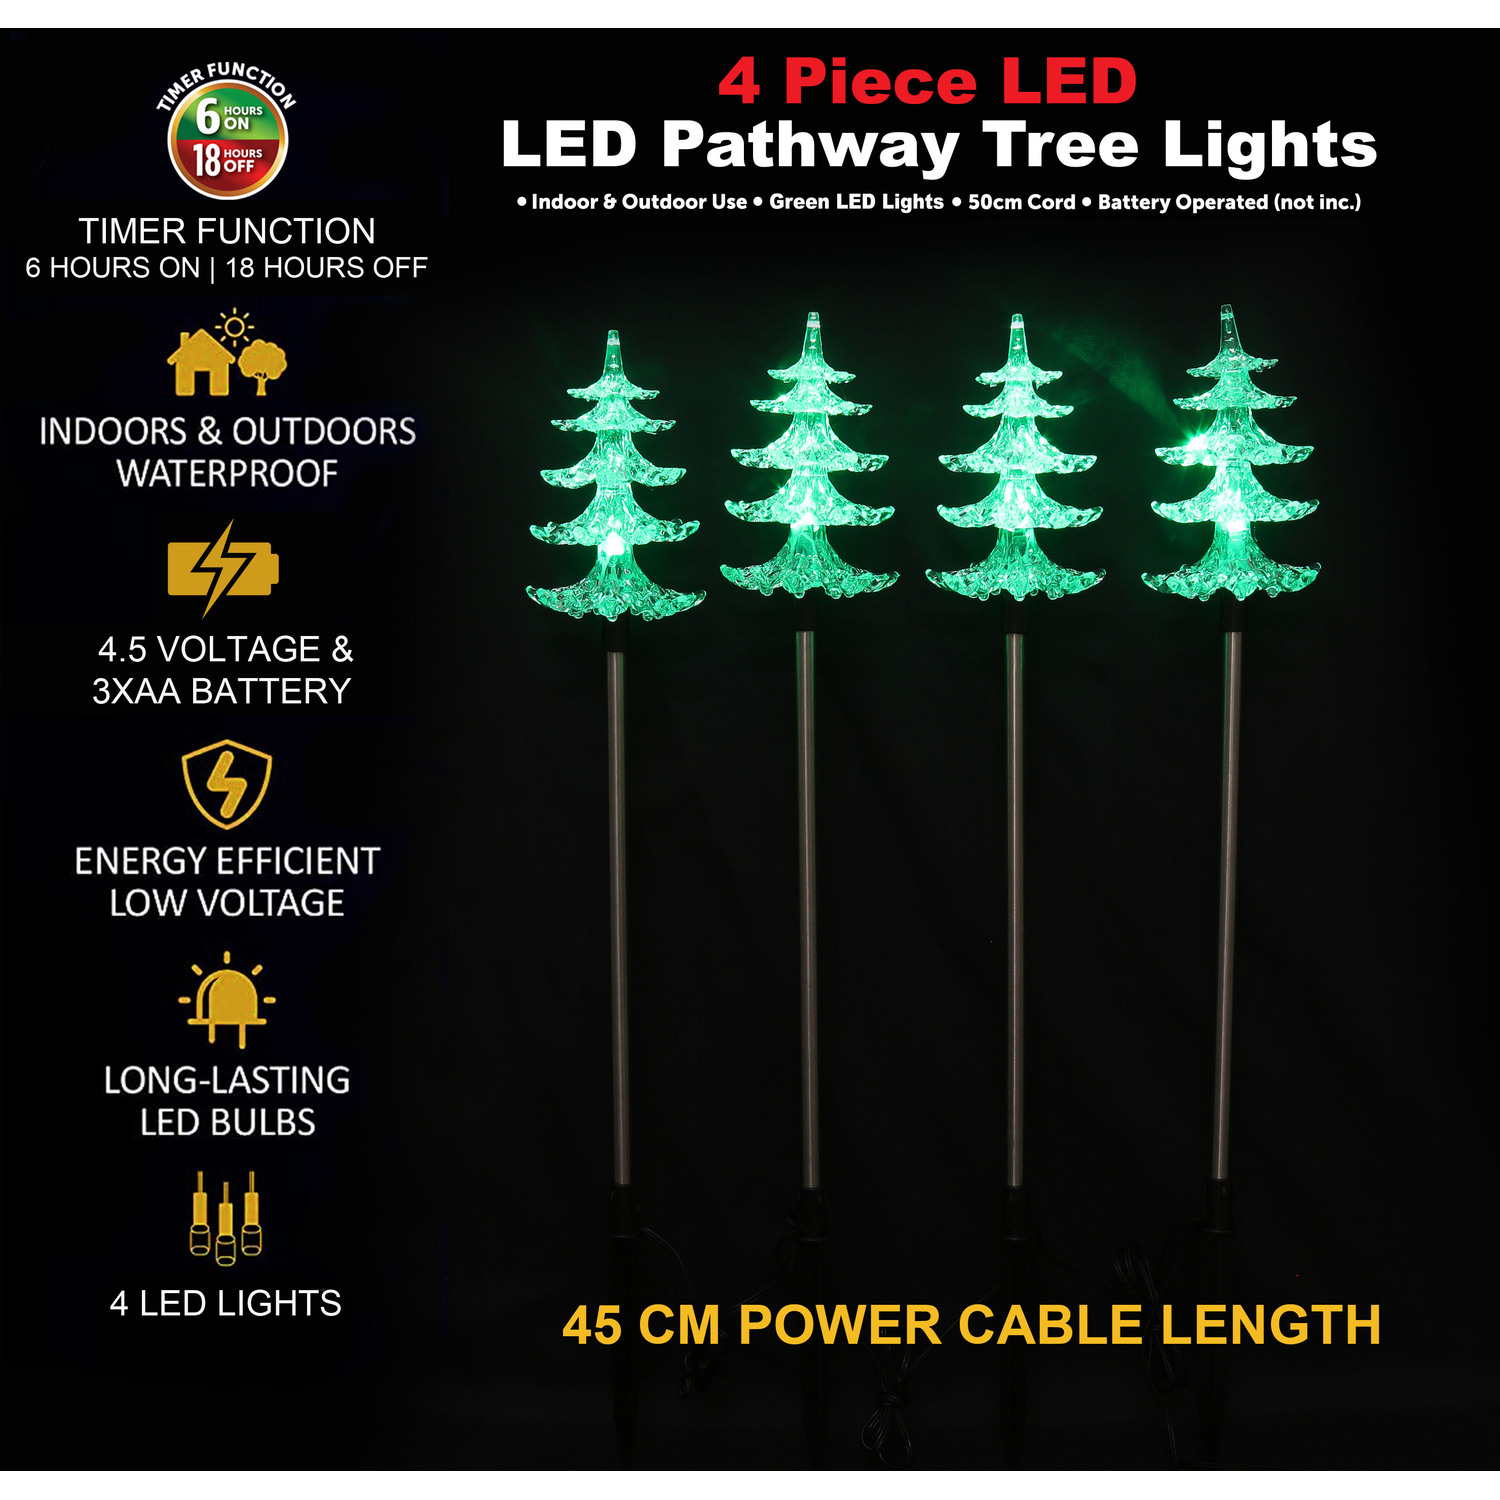 TIMER FUNCTION
6 HOURS ON
18 HOURS OFF
TIMER FUNCTION
6 HOURS ON | 18 HOURS OFF
INDOORS & OUTDOORS
WATERPROOF
4.5 VOLTAGE &
3XAA BATTERY
ENERGY EFFICIENT
LOW VOLTAGE
LONG-LASTING
LED BULBS
4 LED LIGHTS
4 Piece LED
LED Pathway Tree Lights
• Indoor & Outdoor Use • Green LED Lights • 50cm Cord • Battery Operated (not inc.)
45 CM POWER CABLE LENGTH